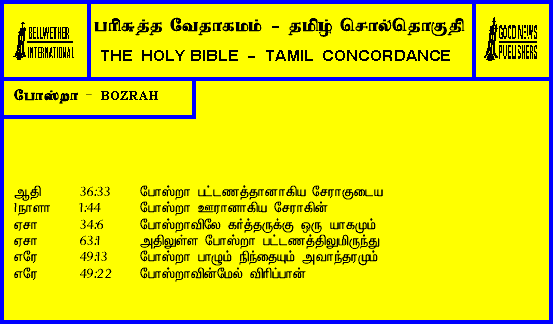 BELLWETHER
INTERNATIONAL
பரிசுத்த வேதாகமம் - தமிழ் சொல்தொகுதி
THE HOLY BIBLE - TAMIL CONCORDANCE
GOOD NEWS
PUBLISHERS
போஸ்றா - BOZRAH
ஆதி 36:33 போஸ்றா பட்டணத்தானாகிய சேராகுடைய
1நாளா 1:44 போஸ்றா ஊரானாகிய சேராகின்
ஏசா 34:6 போஸ்றாவிலே கர்த்தருக்கு ஒரு யாகமும்
ஏசா 63:1 அதிலுள்ள போஸ்றா பட்டணத்திலுமிருந்து
எரே 49:13 போஸ்றா பாழும் நிந்தையும் அவாந்தரமும்
எரே 49:22 போஸ்றாவின்மேல் விரிப்பான்